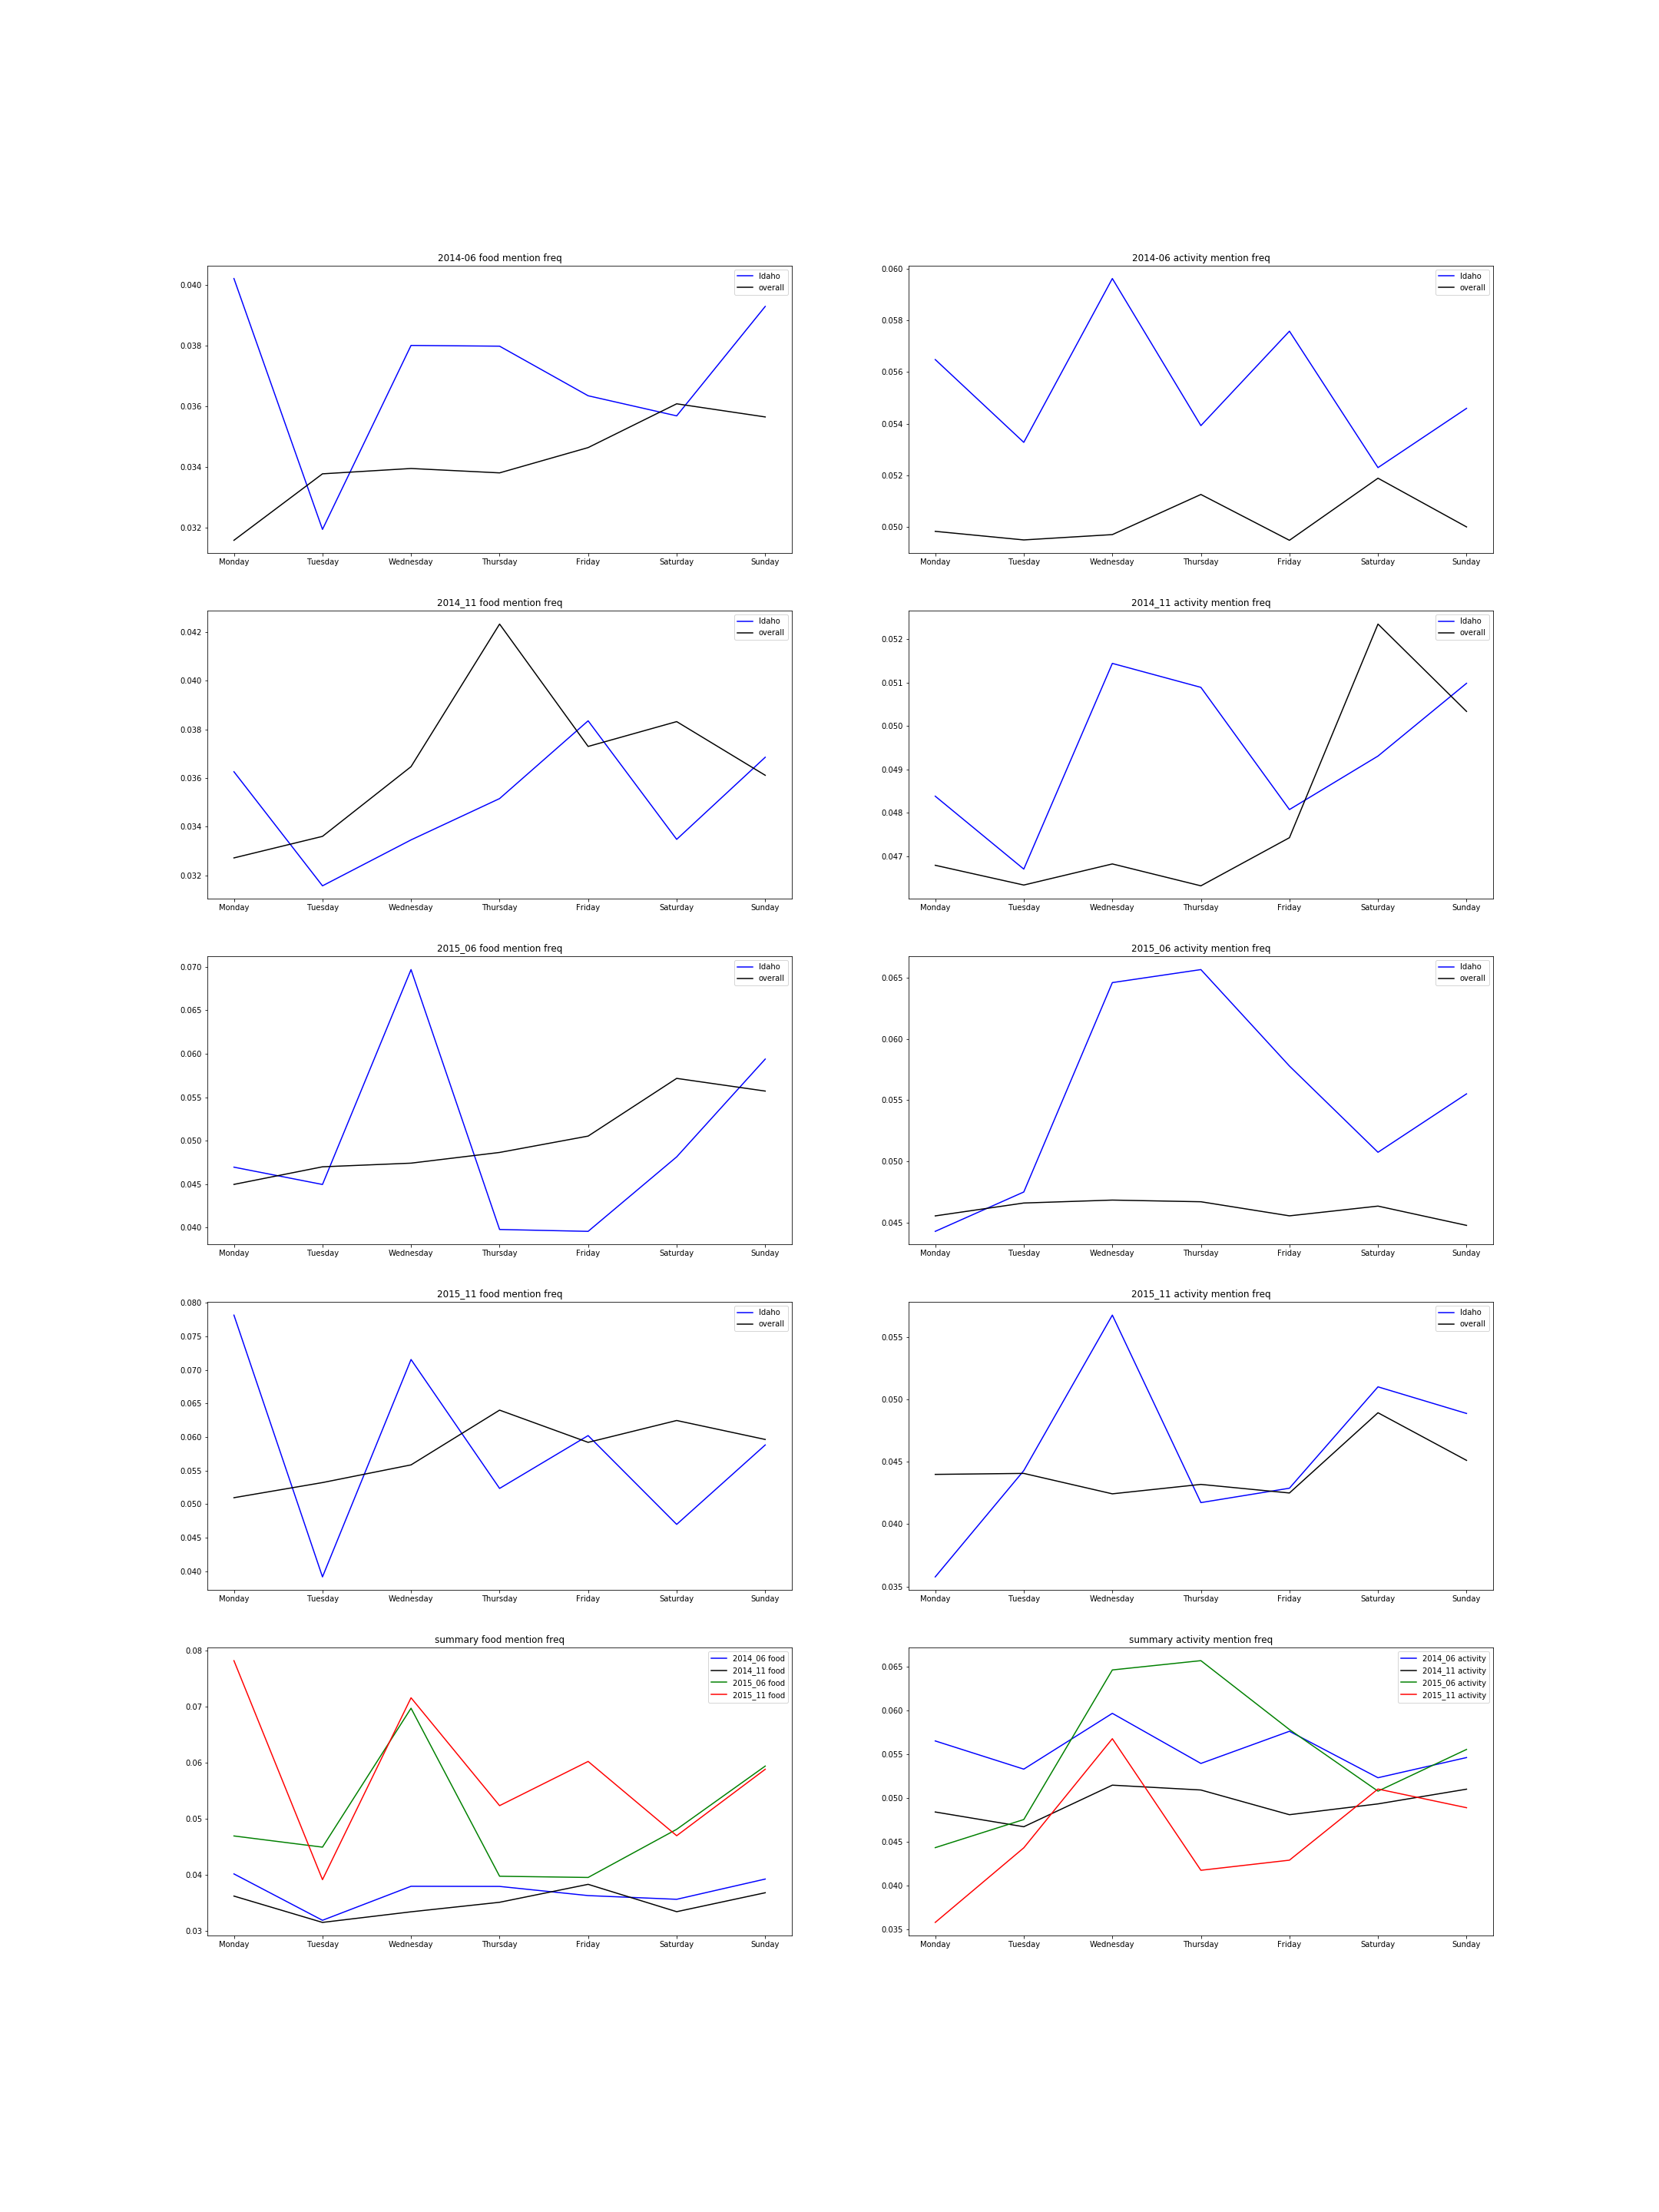 2014-06 food mention freq
Idaho
overall
0.040
0.038
0.036
0.034
0.032
Monday Tuesday Wednesday Thursday Friday Saturday Sunday
2014-06 activity mention freq
Idaho
overall
0.060
0.058
0.056
0.054
0.052
0.050
Monday Tuesday Wednesday Thursday Friday Saturday Sunday
2014_11 food mention freq
Idaho
overall
0.042
0.040
0.038
0.036
0.034
0.032
Monday Tuesday Wednesday Thursday Friday Saturday Sunday
2014_11 activity mention freq
Idaho
overall
0.052
0.051
0.050
0.049
0.048
0.047
Monday Tuesday Wednesday Thursday Friday Saturday Sunday
2015_06 food mention freq
Idaho
overall
0.070
0.065
0.060
0.055
0.050
0.045
0.040
Monday Tuesday Wednesday Thursday Friday Saturday Sunday
2015_06 activity mention freq
Idaho
overall
0.065
0.060
0.055
0.050
0.045
Monday Tuesday Wednesday Thursday Friday Saturday Sunday
2015_11 food mention freq
Idaho
overall
0.080
0.075
0.070
0.065
0.060
0.055
0.050
0.045
0.040
Monday Tuesday Wednesday Thursday Friday Saturday Sunday
2015_11 activity mention freq
Idaho
overall
0.055
0.050
0.045
0.040
0.035
Monday Tuesday Wednesday Thursday Friday Saturday Sunday
summary food mention freq
2014_06 food
2014_11 food
2015_06 food
2015_11 food
0.08
0.07
0.06
0.05
0.04
0.03
Monday Tuesday Wednesday Thursday Friday Saturday Sunday
summary activity mention freq
2014_06 activity
2014_11 activity
2015_06 activity
2015_11 activity
0.065
0.060
0.055
0.050
0.045
0.040
0.035
Monday Tuesday Wednesday Thursday Friday Saturday Sunday